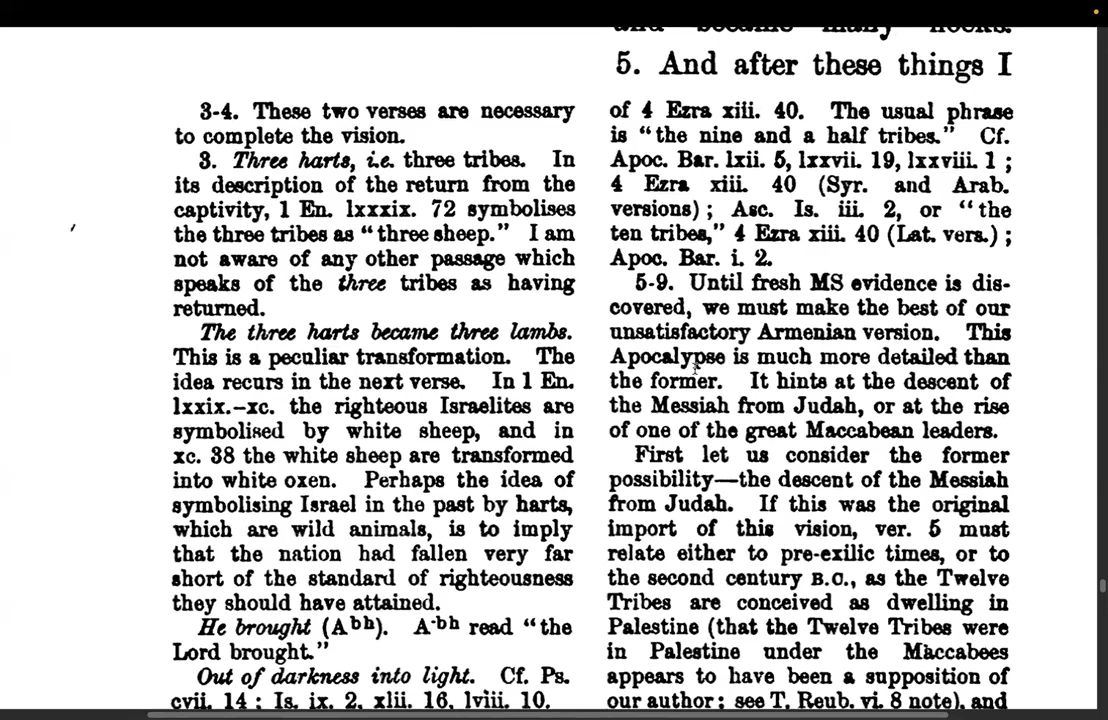 and became many flocks.
5. And after these things I
3-4. These two verses are necessary
to complete the vision.
3. Three harts, i.e. three tribes. In
its description of the return from the
captivity, 1 En. lxxxix. 72 symbolises
the three tribes as “three sheep.” I am
not aware of any other passage which
speaks of the three tribes as having
returned.
The three harts became three lambs.
This is a peculiar transformation. The
idea recurs in the next verse. In 1 En.
lxxix.-xc. the righteous Israelites are
symbolised by white sheep, and in
xc. 38 the white sheep are transformed
into white oxen. Perhaps the idea of
symbolising Israel in the past by harts,
which are wild animals, is to imply
that the nation had fallen very far
short of the standard of righteousness
they should have attained.
He brought (Abh). A-bh read “the
Lord brought.”
Out of darkness into light. Cf. Ps.
cvii. 14 ; Is. ix. 2, xlii. 16, lviii. 10.
of 4 Ezra xiii. 40. The usual phrase
is “the nine and a half tribes.” Cf.
Apoc. Bar. lxii. 5, lxxvii. 19, lxxviii. 1 ;
4 Ezra xiii. 40 (Syr. and Arab.
versions) ; Asc. Is. iii. 2, or “the
ten tribes,” 4 Ezra xiii. 40 (Lat. vers.) ;
Apoc. Bar. i. 2.
5-9. Until fresh MS evidence is dis-
covered, we must make the best of our
unsatisfactory Armenian version. This
Apocalypse is much more detailed than
the former. It hints at the descent of
the Messiah from Judah, or at the rise
of one of the great Maccabean leaders.
First let us consider the former
possibility—the descent of the Messiah
from Judah. If this was the original
import of this vision, ver. 5 must
relate either to pre-exilic times, or to
the second century B.C., as the Twelve
Tribes are conceived as dwelling in
Palestine (that the Twelve Tribes were
in Palestine under the Maccabees
appears to have been a supposition of
our author ; see T. Reub. vi. 8 note), and